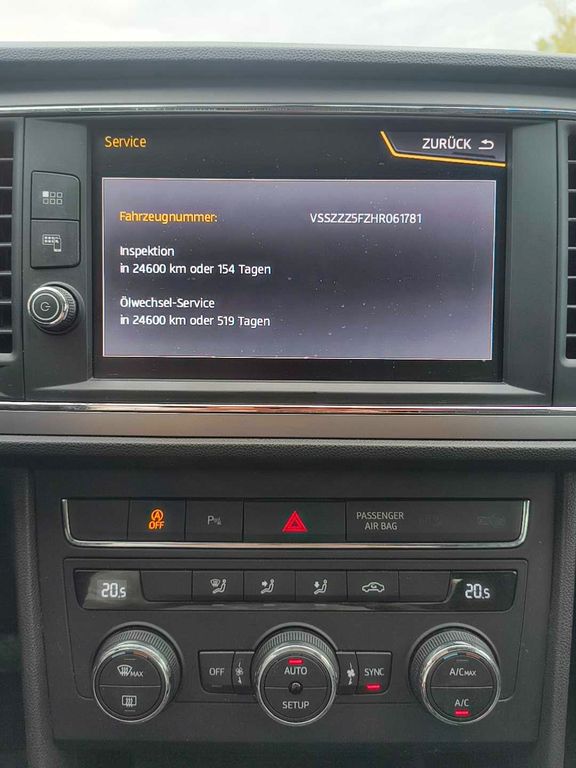 Service
ZURÜCK
Fahrzeugnummer: VSSZZZ5FZHR061781
Inspektion
in 24600 km oder 154 Tagen
Ölwechsel-Service
in 24600 km oder 519 Tagen
A
OFF
P
PASSENGER
AIR BAG
20.5
20.5
MAX
OFF
AUTO
SETUP
SYNC
A/C MAX
A/C